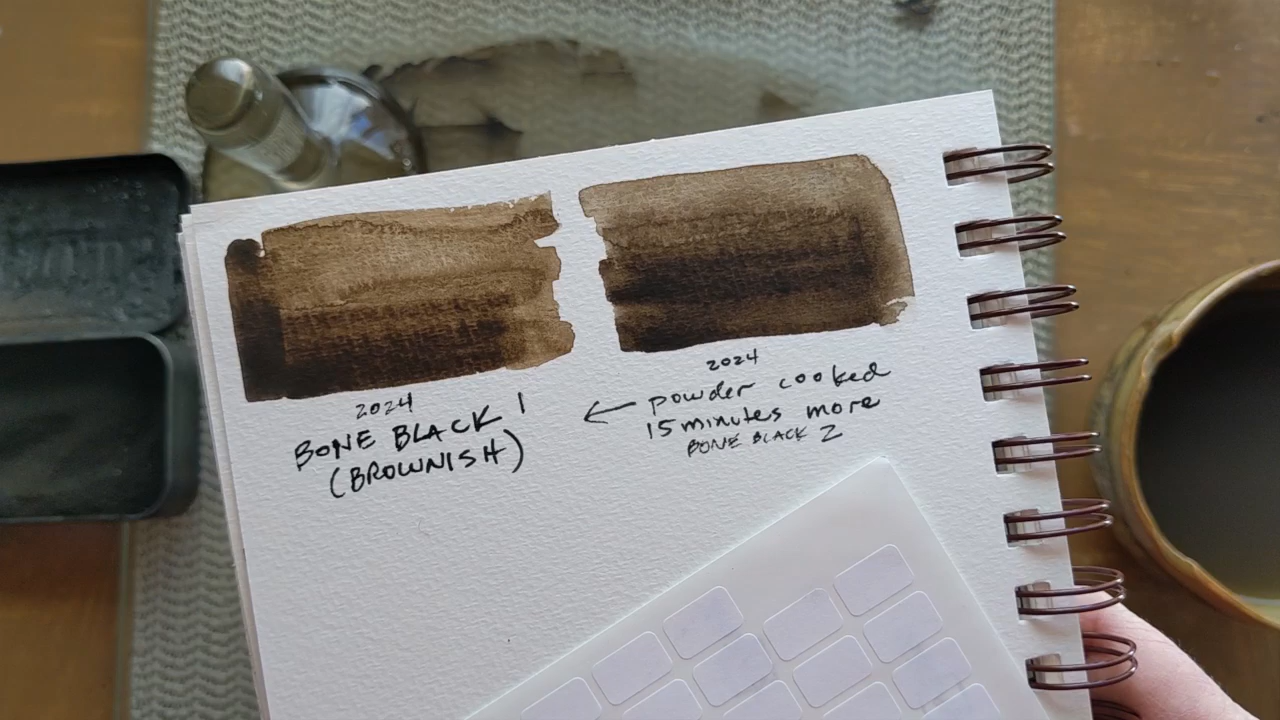 2024
BONE BLACK 1
(BROWNISH)
2024
← powder cooked
15 minutes more
BONE BLACK 2